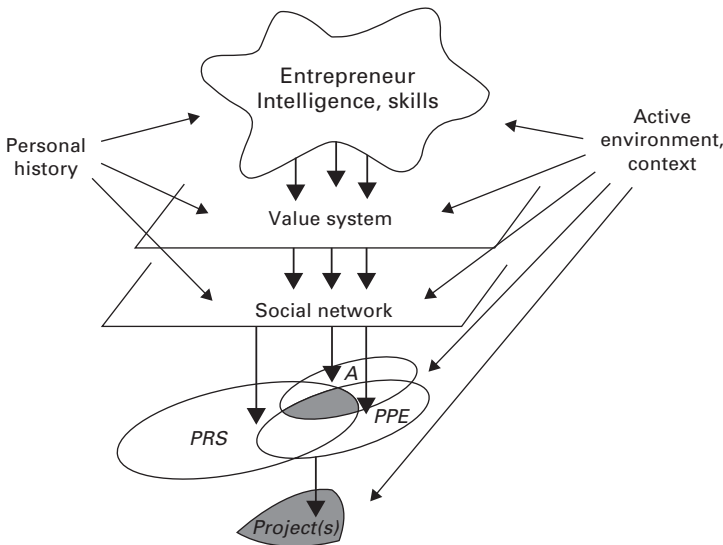 Entrepreneur
Intelligence, skills
Personal
history
Active
environment,
context
Value system
Social network
A
PRS
PPE
Project(s)